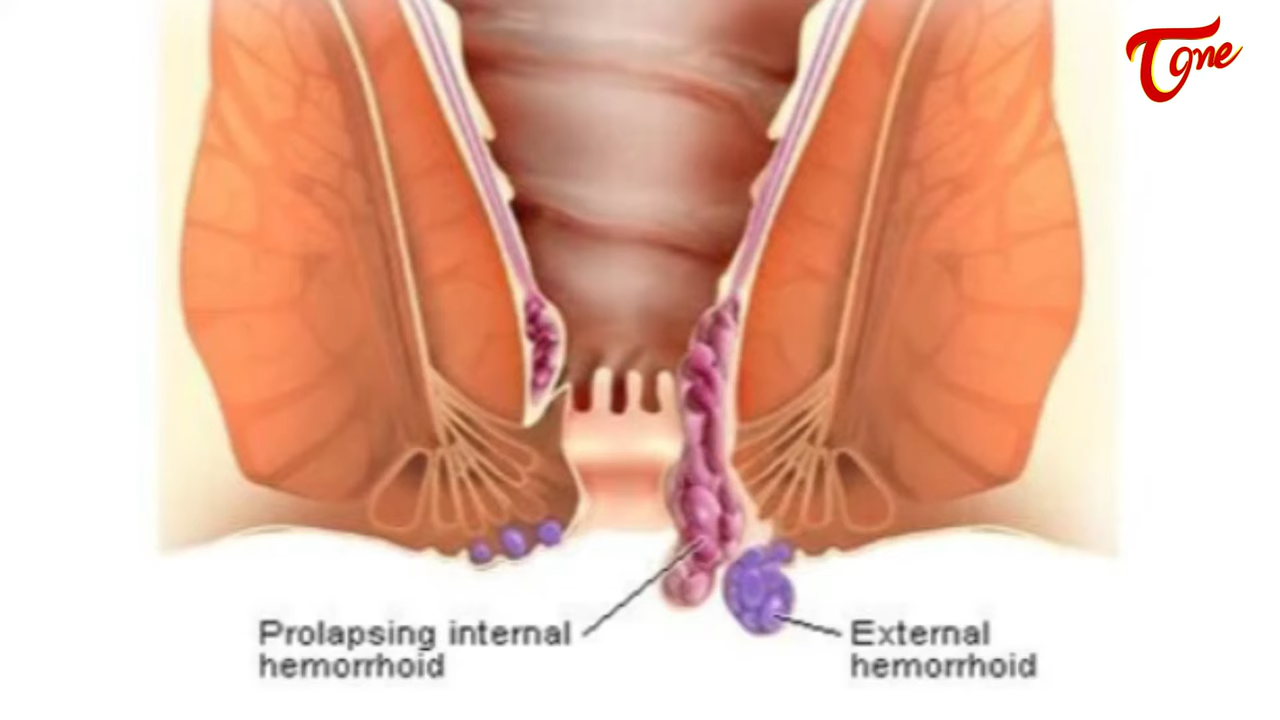 Tone
Prolapsing internal
hemorrhoid
External
hemorrhoid